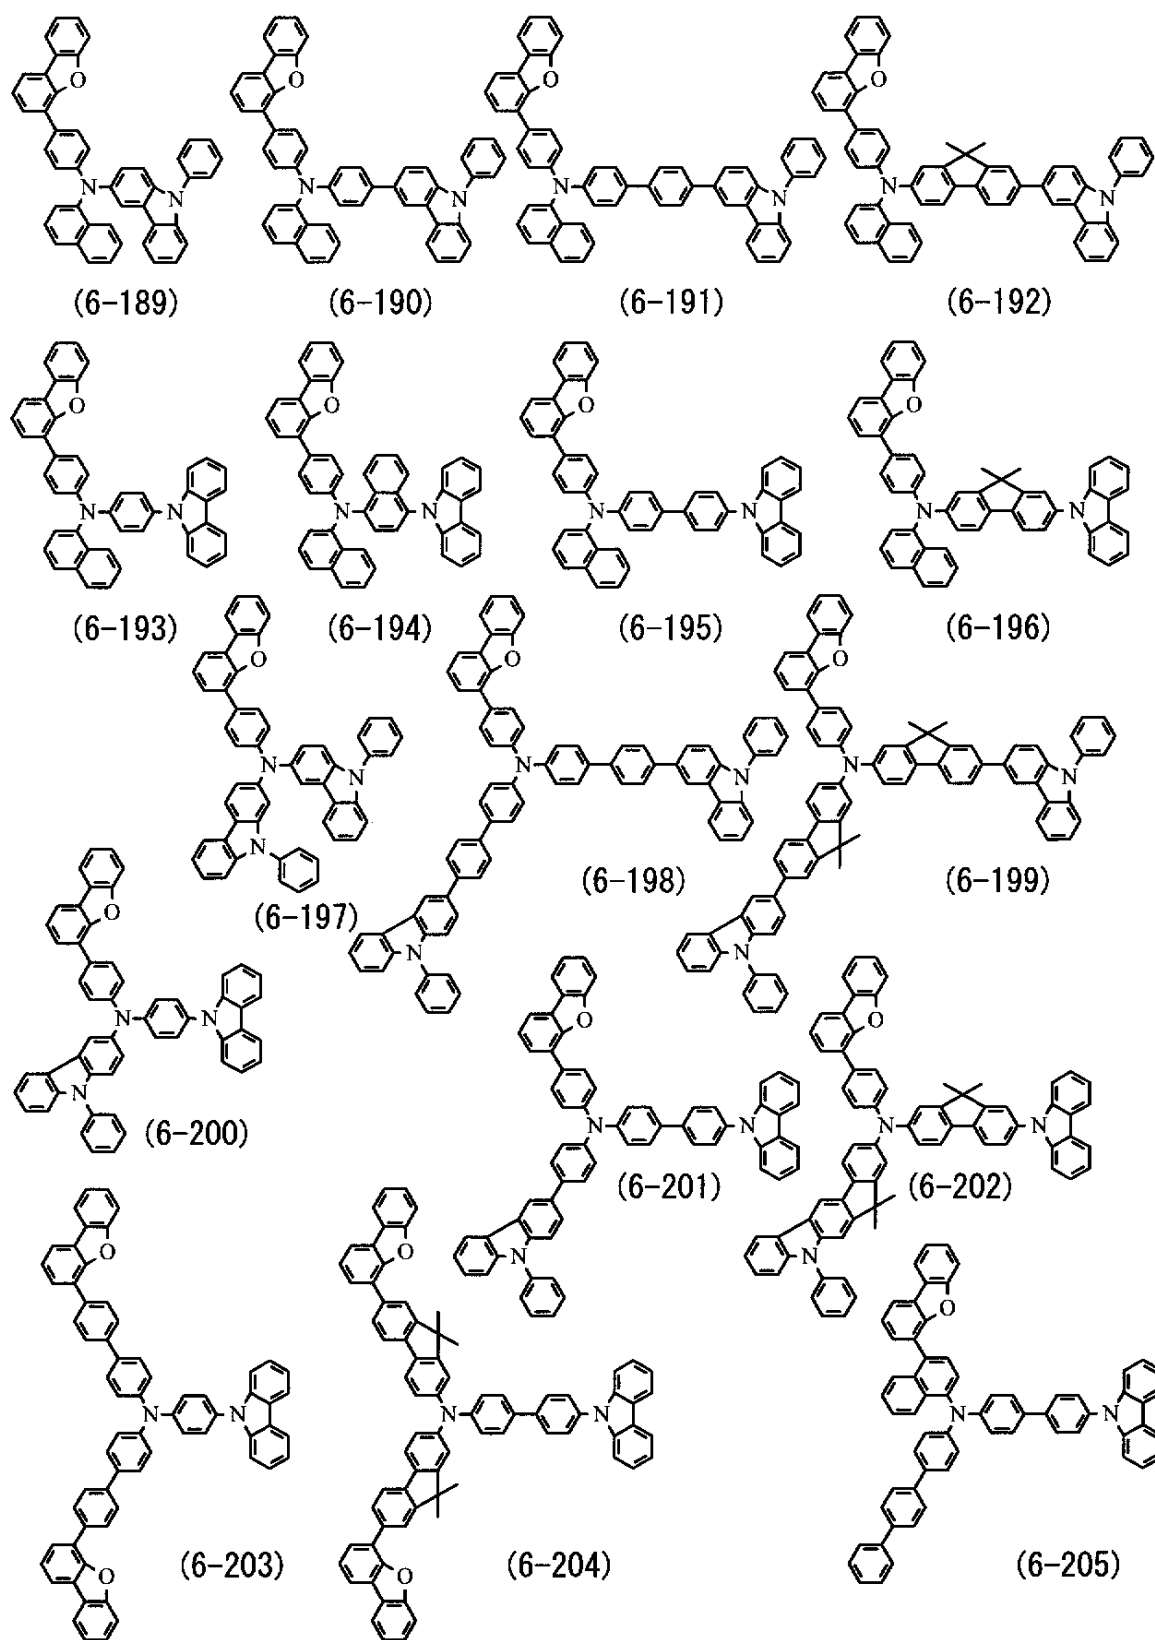 O O O O
N N N N N N N N
(6-189) (6-190) (6-191) (6-192)
O O O O
N N N N N N N N
(6-193) (6-194) (6-195) (6-196)
O O O
N N N N N N
N
(6-197) (6-198) (6-199)
N N
O
N N
N
(6-200)
O O
N N N N
(6-201) (6-202)
N N
O O O
N N N N N N
O O
(6-203) (6-204) (6-205)